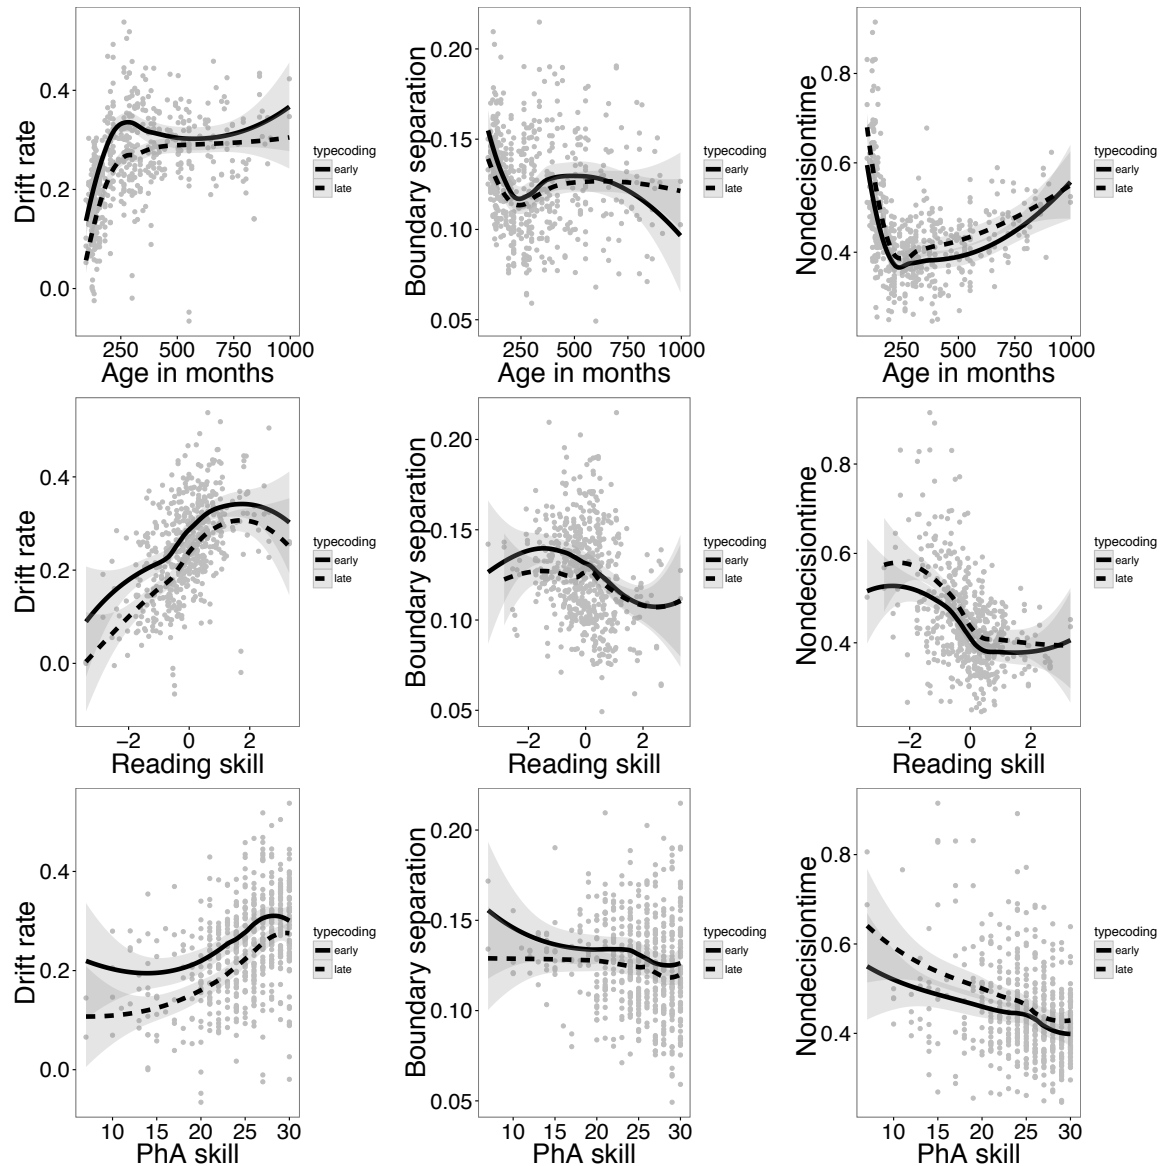 Drift rate
0.4
0.2
0.0
250 500 750 1000
Age in months
typecoding
early
late
Boundary separation
0.20
0.15
0.10
0.05
250 500 750 1000
Age in months
typecoding
early
late
Nondecisiontime
0.8
0.6
0.4
250 500 750 1000
Age in months
typecoding
early
late
Drift rate
0.4
0.2
0.0
−2 0 2
Reading skill
typecoding
early
late
Boundary separation
0.20
0.15
0.10
0.05
−2 0 2
Reading skill
typecoding
early
late
Nondecisiontime
0.8
0.6
0.4
−2 0 2
Reading skill
typecoding
early
late
Drift rate
0.4
0.2
0.0
10 15 20 25 30
PhA skill
typecoding
early
late
Boundary separation
0.20
0.15
0.10
0.05
10 15 20 25 30
PhA skill
typecoding
early
late
Nondecisiontime
0.8
0.6
0.4
10 15 20 25 30
PhA skill
typecoding
early
late